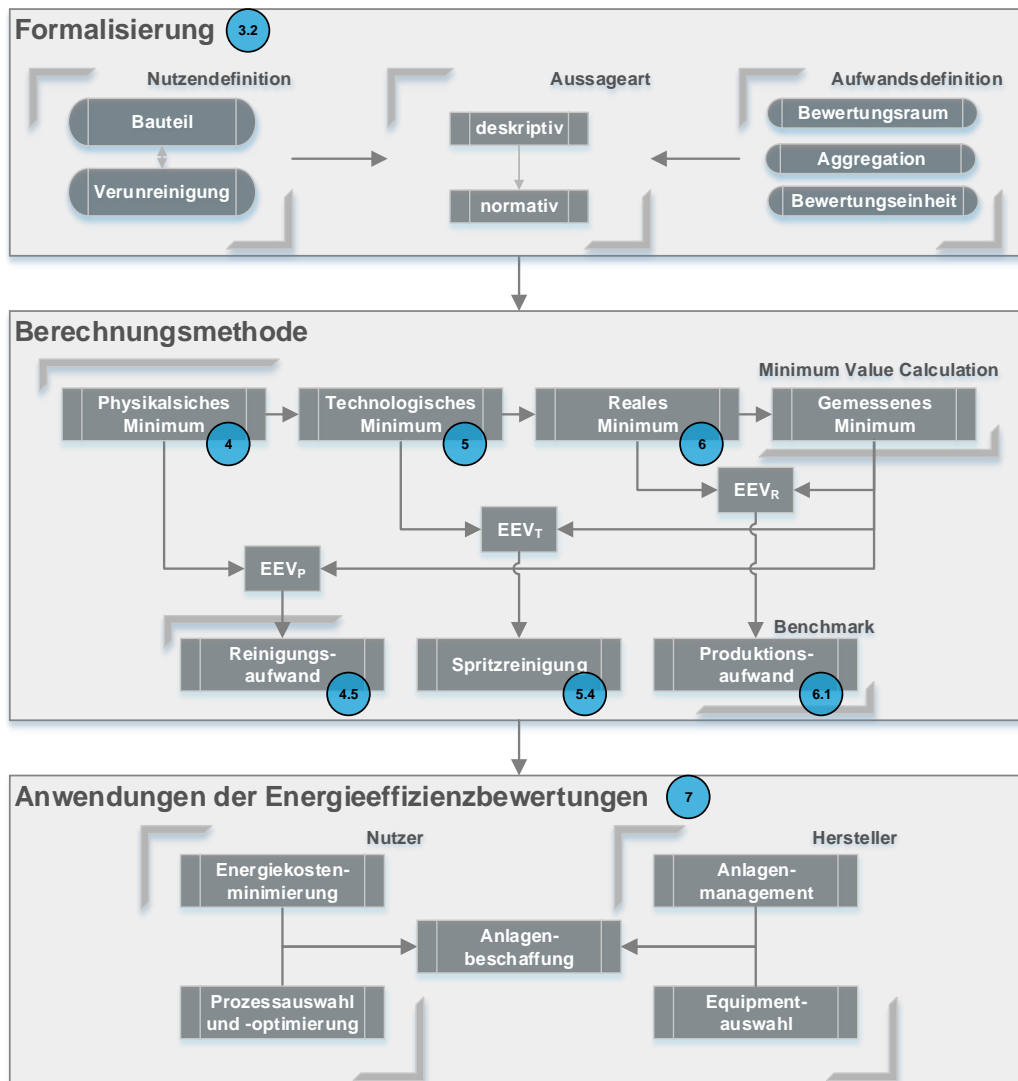 Formalisierung 3.2
Nutzendefinition
Bauteil
Verunreinigung
Aussageart
deskriptiv
normativ
Aufwandsdefinition
Bewertungsraum
Aggregation
Bewertungseinheit
Berechnungsmethode
Minimum Value Calculation
Physikalsiches
Minimum
4
Technologisches
Minimum
5
Reales
Minimum
6
Gemessenes
Minimum
EEVR
EEVT
EEVP
Benchmark
Reinigungs-
aufwand
4.5
Spritzreinigung
5.4
Produktions-
aufwand
6.1
Anwendungen der Energieeffizienzbewertungen 7
Nutzer
Energiekosten-
minimierung
Prozessauswahl
und -optimierung
Anlagen-
beschaffung
Hersteller
Anlagen-
management
Equipment-
auswahl